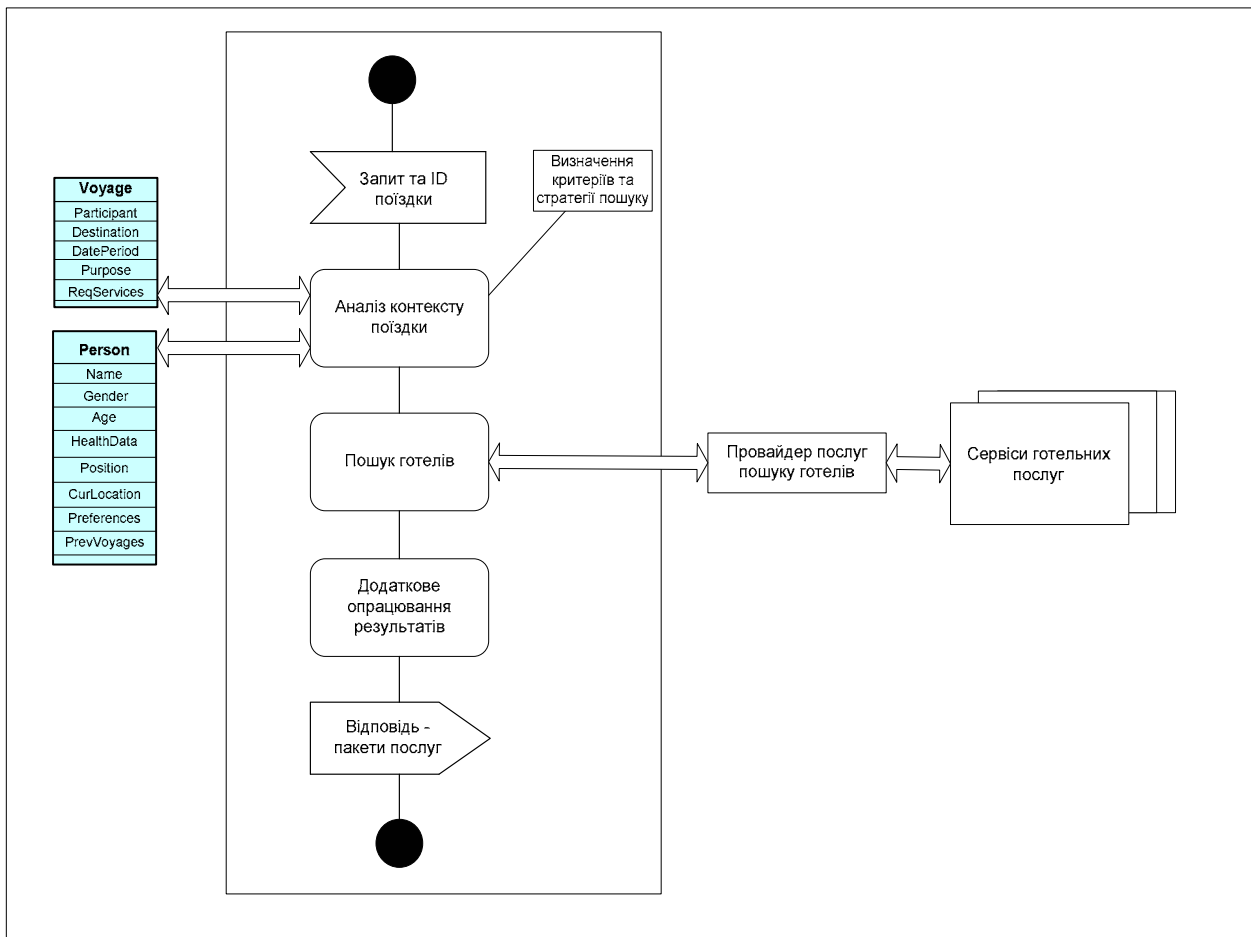 Запит та ID
поїздки
Визначення
критеріїв та
стратегії пошуку
Voyage
Participant
Destination
DatePeriod
Purpose
ReqServices
Аналіз контексту
поїздки
Person
Name
Gender
Age
HealthData
Position
CurLocation
Preferences
PrevVoyages
Пошук готелів
Провайдер послуг
пошуку готелів
Сервіси готельних
послуг
Додаткове
опрацювання
результатів
Відповідь -
пакети послуг